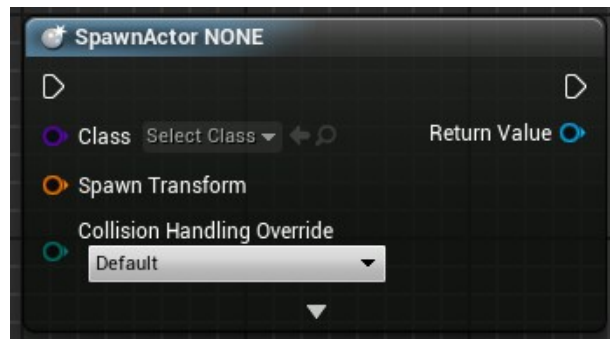 SpawnActor NONE
Class Select Class Return Value
Spawn Transform
Collision Handling Override
Default